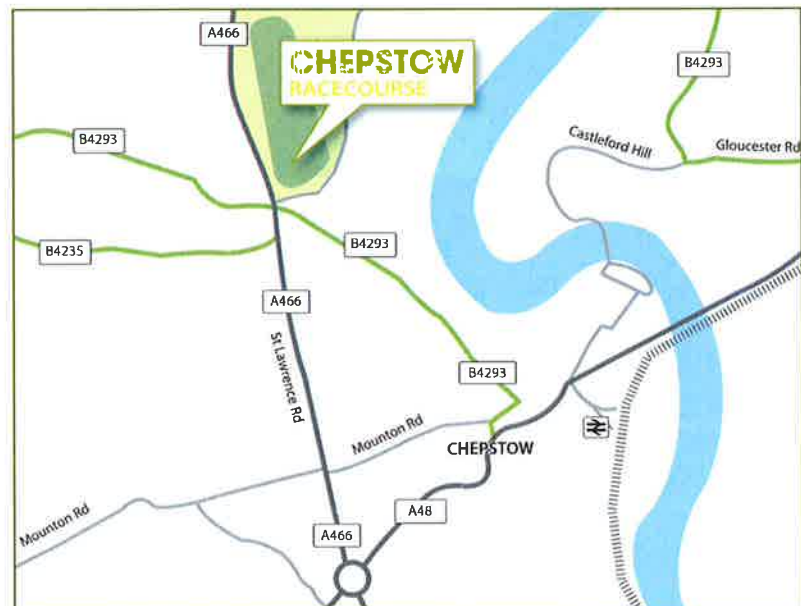 A466
CHEPSTOW
RACECOURSE
B4293
Castleford Hill
Gloucester Rd
B4293
B4235
B4293
A466
St Lawrence Rd
B4293
Mounton Rd
CHEPSTOW
Mounton Rd
A48
A466